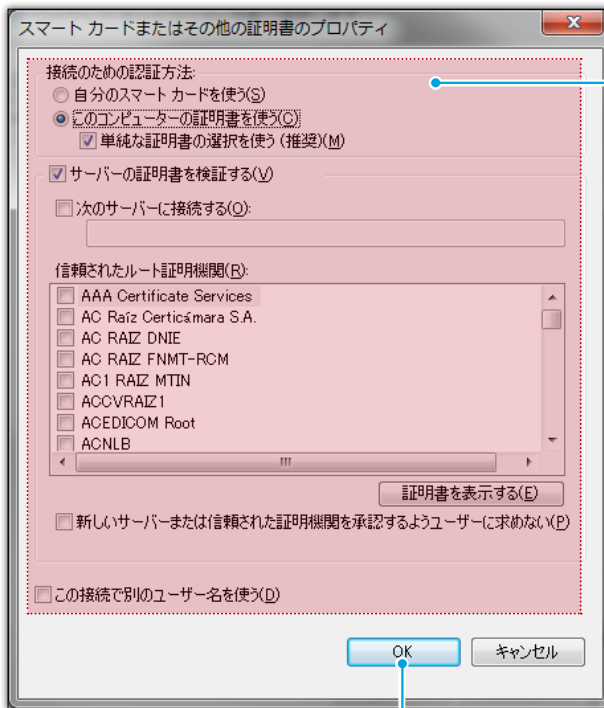 スマート カードまたはその他の証明書のプロパティ
接続のための認証方法:
自分のスマート カードを使う(S)
このコンピューターの証明書を使う(C)
単純な証明書の選択を使う (推奨)(M)
サーバーの証明書を検証する(V)
次のサーバーに接続する(O):
信頼されたルート証明機関(R):
AAA Certificate Services
AC Raíz Certicámara S.A.
AC RAIZ DNIE
AC RAIZ FNMT-RCM
AC1 RAIZ MTIN
ACCVRAIZ1
ACEDICOM Root
ACNLB
証明書を表示する(E)
新しいサーバーまたは信頼された証明機関を承認するようユーザーに求めない(P)
この接続で別のユーザー名を使う(D)
OK
キャンセル